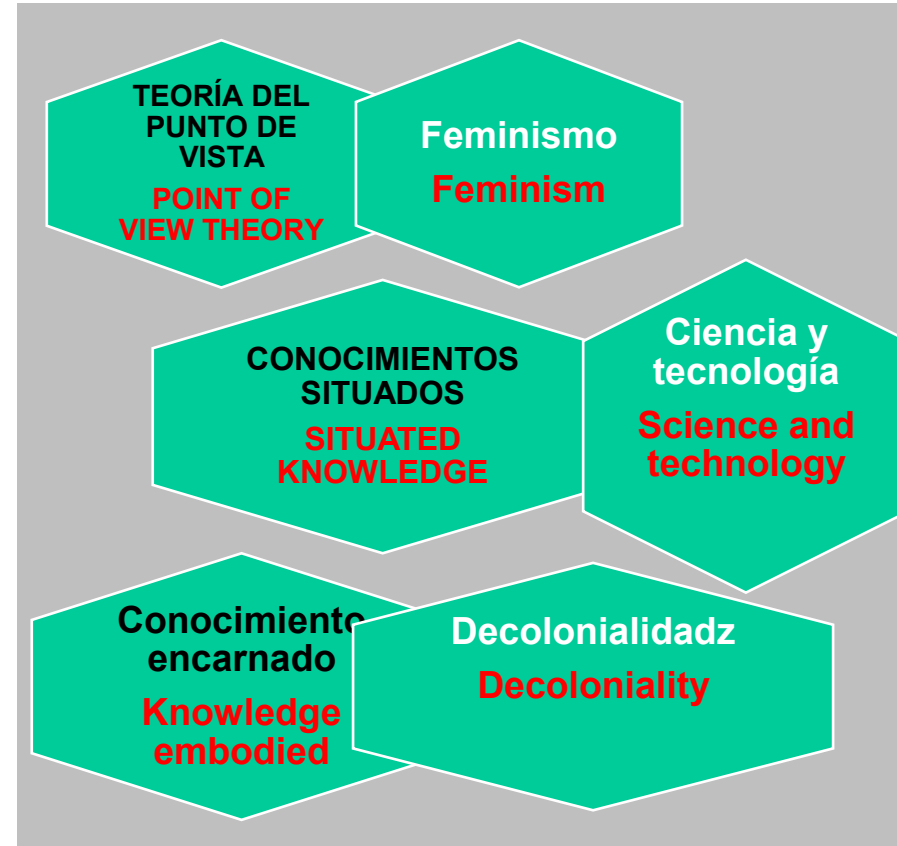 TEORÍA DEL
PUNTO DE
VISTA
POINT OF
VIEW THEORY
Feminismo
Feminism
CONOCIMIENTOS
SITUADOS
SITUATED
KNOWLEDGE
Ciencia y
tecnología
Science and
technology
Conocimiento
encarnado
Knowledge
embodied
Decolonialidadz
Decoloniality